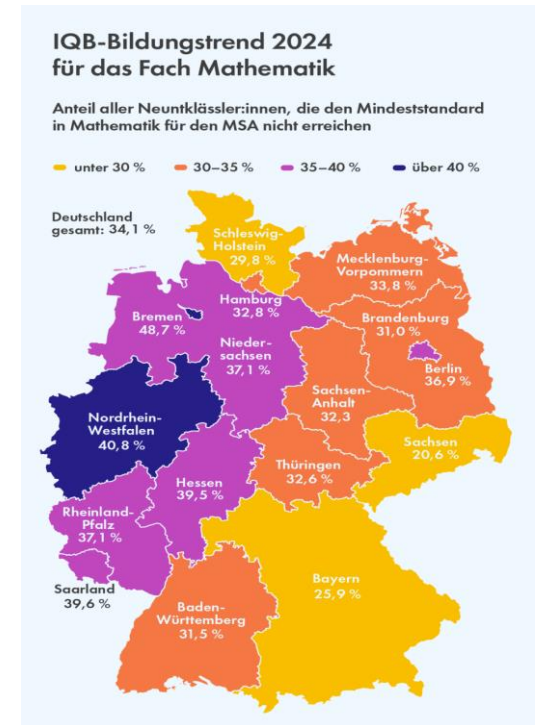 IQB-Bildungstrend 2024
für das Fach Mathematik
Anteil aller Neuntklässler:innen, die den Mindeststandard
in Mathematik für den MSA nicht erreichen
unter 30 %
30–35 %
35–40 %
über 40 %
Deutschland
gesamt: 34,1 %
Schleswig-
Holstein
29,8 %
Mecklenburg-
Vorpommern
33,8 %
Hamburg
32,8 %
Bremen
48,7 %
Brandenburg
31,0 %
Nieder-
sachsen
37,1 %
Berlin
36,9 %
Sachsen-
Anhalt
32,3
Nordrhein-
Westfalen
40,8 %
Sachsen
20,6 %
Thüringen
32,6 %
Hessen
39,5 %
Rheinland-
Pfalz
37,1 %
Saarland
39,6 %
Bayern
25,9 %
Baden-
Württemberg
31,5 %